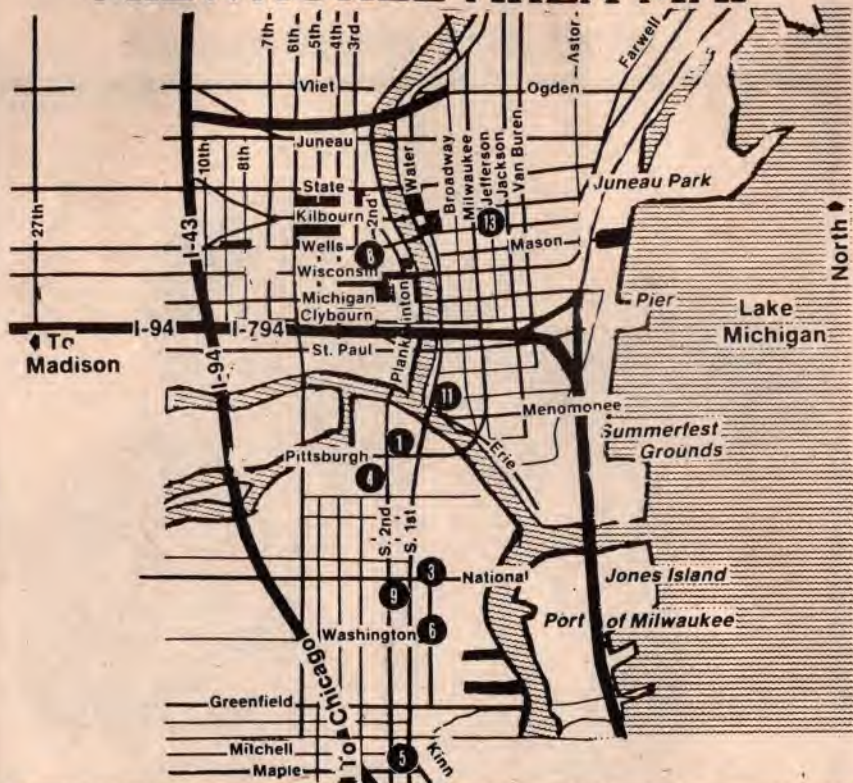 7th
6th
5th
4th
3rd
Astor
Farwell
Vliet
Ogden
Juneau
10th
8th
Water
Broadway
Milwaukee
Jefferson
Jackson
Van Buren
State
Juneau Park
27th
I-43
Kilbourn
2nd
13
North
Wells
8
Mason
Wisconsin
Plankinton
Michigan
Pier
Clybourn
Lake
Michigan
I-94
I-794
To
Madison
St. Paul
I-94
11
Menomonee
1
Erie
Summerfest
Grounds
Pittsburgh
4
S. 2nd
S. 1st
3
National
Jones Island
9
Port of Milwaukee
Washington
6
To Chicago
Greenfield
Mitchell
5
Kinn
Maple